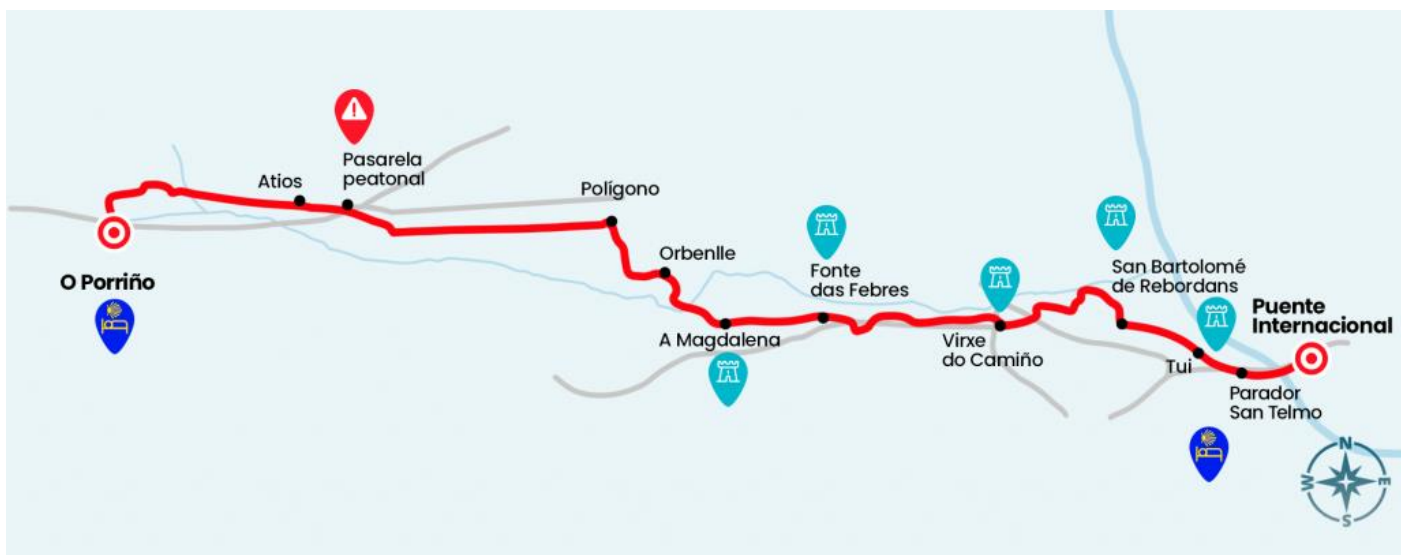 Pasarela
peatonal
Atios
Polígono
O Porriño
Orbenlle
A Magdalena
Fonte
das Febres
Virxe
do Camiño
San Bartolomé
de Rebordans
Puente
Internacional
Tui
Parador
San Telmo
N
W
E
S